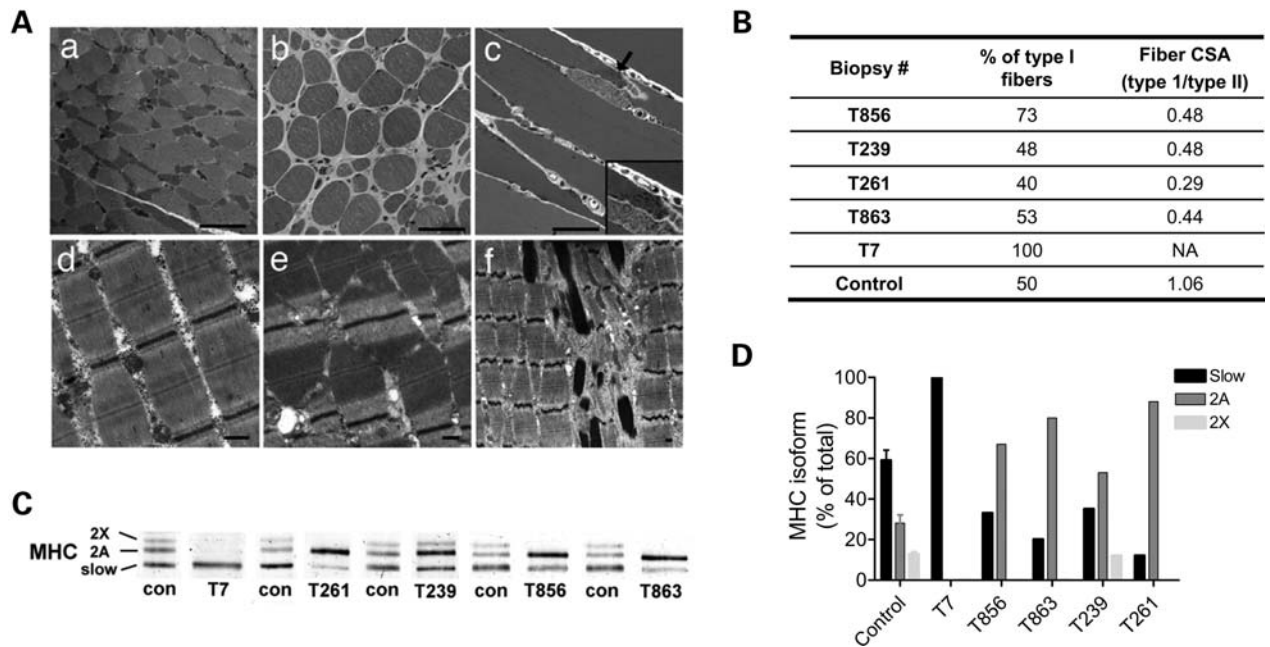 A
a
b
c
d
e
f
B
Biopsy # % of type I fibers Fiber CSA (type 1/type II)
T856 73 0.48
T239 48 0.48
T261 40 0.29
T863 53 0.44
T7 100 NA
Control 50 1.06
C
MHC
2X
2A
slow
con T7 con T261 con T239 con T856 con T863
D
MHC isoform
(% of total)
100
80
60
40
20
0
Slow
2A
2X
Control T7 T856 T863 T239 T261